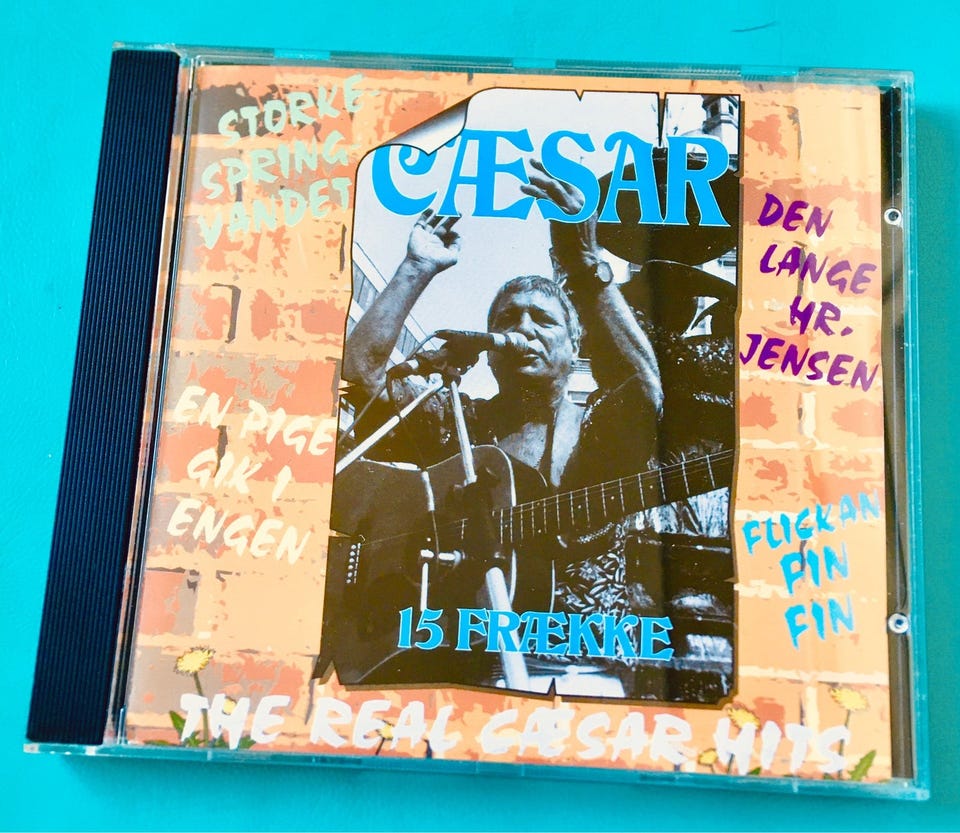 STORKE-
SPRING-
VANDET
CÆSAR
DEN
LANGE
HR.
JENSEN
EN PIGE
GIK I
ENGEN
FLICKAN
FIN
FIN
15 FRÆKKE
THE REAL CÆSAR HITS